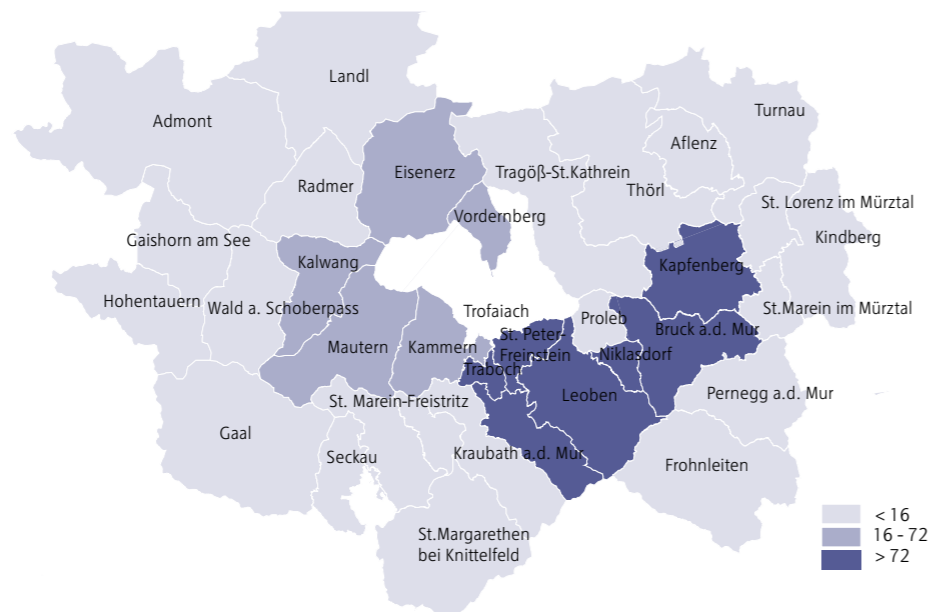 Landl
Turnau
Admont
Aflenz
Eisenerz
Tragöß-St.Kathrein
Radmer
Thörl
St. Lorenz im Mürztal
Vordernberg
Gaishorn am See
Kindberg
Kalwang
Kapfenberg
Hohentauern
Wald a. Schoberpass
St.Marein im Mürztal
Trofaiach
Proleb
Bruck a.d. Mur
St. Peter-
Freinstein
Mautern
Kammern
Niklasdorf
Traboch
Leoben
Pernegg a.d. Mur
St. Marein-Freistritz
Gaal
Seckau
Kraubath a.d. Mur
Frohnleiten
St.Margarethen
bei Knittelfeld
< 16
16 - 72
> 72